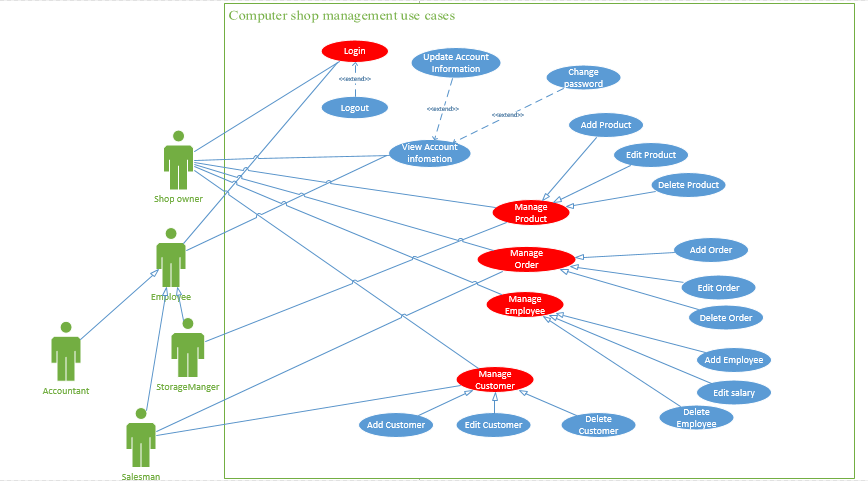 Computer shop management use cases
Login
<<extend>>
Logout
Update Account
Information
<<extend>>
Change
password
<<extend>>
View Account
infomation
Add Product
Edit Product
Delete Product
Manage
Product
Shop owner
Add Order
Manage
Order
Edit Order
Delete Order
Employee
Manage
Employee
Add Employee
Edit salary
Delete
Employee
Accountant
StorageManger
Manage
Customer
Add Customer
Edit Customer
Delete
Customer
Salesman